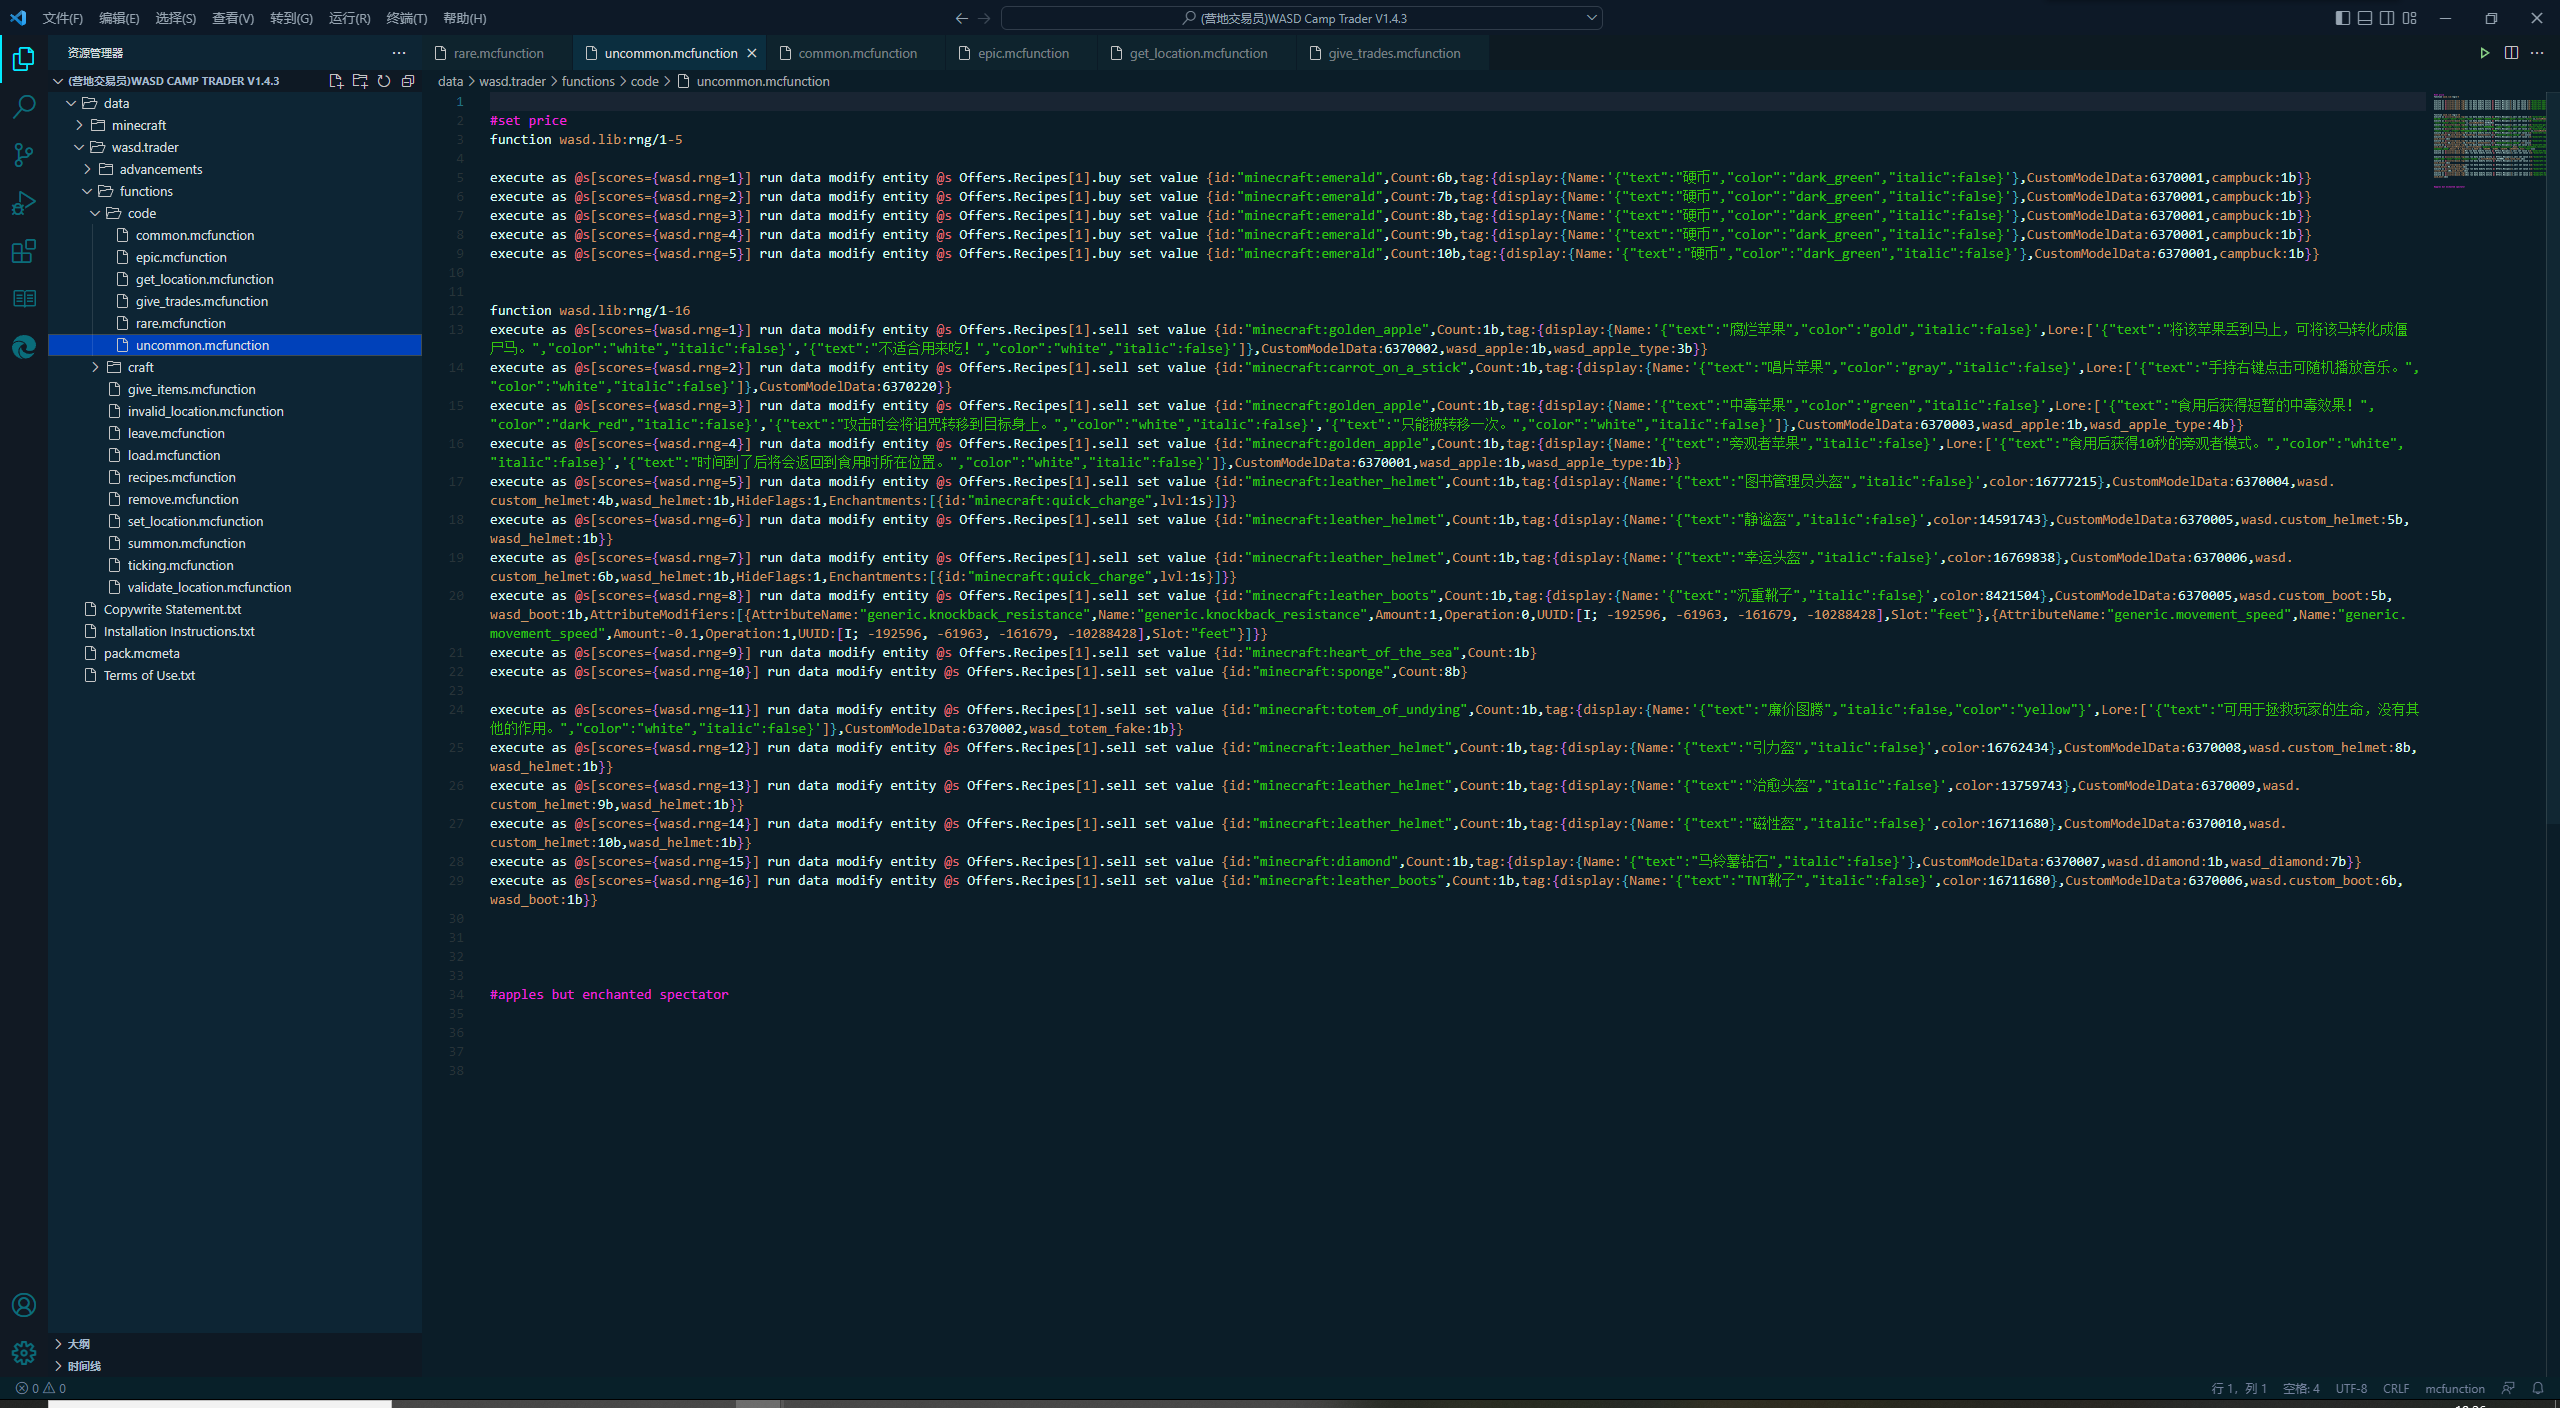 文件(F) 编辑(E) 选择(S) 查看(V) 转到(G) 运行(R) 终端(T) 帮助(H)
(营地交易员)WASD Camp Trader V1.4.3
资源管理器
(营地交易员)WASD CAMP TRADER V1.4.3
data
minecraft
wasd.trader
advancements
functions
code
common.mcfunction
epic.mcfunction
get_location.mcfunction
give_trades.mcfunction
rare.mcfunction
uncommon.mcfunction
craft
give_items.mcfunction
invalid_location.mcfunction
leave.mcfunction
load.mcfunction
recipes.mcfunction
remove.mcfunction
set_location.mcfunction
summon.mcfunction
ticking.mcfunction
validate_location.mcfunction
Copywrite Statement.txt
Installation Instructions.txt
pack.mcmeta
Terms of Use.txt
大纲
时间线
rare.mcfunction uncommon.mcfunction common.mcfunction epic.mcfunction get_location.mcfunction give_trades.mcfunction
data > wasd.trader > functions > code > uncommon.mcfunction
1
2 #set price
3 function wasd.lib:rng/1-5
4
5 execute as @s[scores={wasd.rng=1}] run data modify entity @s Offers.Recipes[1].buy set value {id:"minecraft:emerald",Count:6b,tag:{display:{Name:'{"text":"硬币","color":"dark_green","italic":false}'},CustomModelData:6370001,campbuck:1b}}
6 execute as @s[scores={wasd.rng=2}] run data modify entity @s Offers.Recipes[1].buy set value {id:"minecraft:emerald",Count:7b,tag:{display:{Name:'{"text":"硬币","color":"dark_green","italic":false}'},CustomModelData:6370001,campbuck:1b}}
7 execute as @s[scores={wasd.rng=3}] run data modify entity @s Offers.Recipes[1].buy set value {id:"minecraft:emerald",Count:8b,tag:{display:{Name:'{"text":"硬币","color":"dark_green","italic":false}'},CustomModelData:6370001,campbuck:1b}}
8 execute as @s[scores={wasd.rng=4}] run data modify entity @s Offers.Recipes[1].buy set value {id:"minecraft:emerald",Count:9b,tag:{display:{Name:'{"text":"硬币","color":"dark_green","italic":false}'},CustomModelData:6370001,campbuck:1b}}
9 execute as @s[scores={wasd.rng=5}] run data modify entity @s Offers.Recipes[1].buy set value {id:"minecraft:emerald",Count:10b,tag:{display:{Name:'{"text":"硬币","color":"dark_green","italic":false}'},CustomModelData:6370001,campbuck:1b}}
10
11
12 function wasd.lib:rng/1-16
13 execute as @s[scores={wasd.rng=1}] run data modify entity @s Offers.Recipes[1].sell set value {id:"minecraft:golden_apple",Count:1b,tag:{display:{Name:'{"text":"腐烂苹果","color":"gold","italic":false}',Lore:['{"text":"将该苹果丢到马上，可将该马转化成僵
尸马。","color":"white","italic":false}','{"text":"不适合用来吃！","color":"white","italic":false}']},CustomModelData:6370002,wasd_apple:1b,wasd_apple_type:3b}}
14 execute as @s[scores={wasd.rng=2}] run data modify entity @s Offers.Recipes[1].sell set value {id:"minecraft:carrot_on_a_stick",Count:1b,tag:{display:{Name:'{"text":"唱片苹果","color":"gray","italic":false}',Lore:['{"text":"手持右键点击可随机播放音乐。",
"color":"white","italic":false}']},CustomModelData:6370220}}
15 execute as @s[scores={wasd.rng=3}] run data modify entity @s Offers.Recipes[1].sell set value {id:"minecraft:golden_apple",Count:1b,tag:{display:{Name:'{"text":"中毒苹果","color":"green","italic":false}',Lore:['{"text":"食用后获得短暂的中毒效果！",
"color":"dark_red","italic":false}','{"text":"攻击时会将诅咒转移到目标身上。","color":"white","italic":false}','{"text":"只能被转移一次。","color":"white","italic":false}']},CustomModelData:6370003,wasd_apple:1b,wasd_apple_type:4b}}
16 execute as @s[scores={wasd.rng=4}] run data modify entity @s Offers.Recipes[1].sell set value {id:"minecraft:golden_apple",Count:1b,tag:{display:{Name:'{"text":"旁观者苹果","italic":false}',Lore:['{"text":"食用后获得10秒的旁观者模式。","color":"white",
"italic":false}','{"text":"时间到了后将会返回到食用时所在位置。","color":"white","italic":false}']},CustomModelData:6370001,wasd_apple:1b,wasd_apple_type:1b}}
17 execute as @s[scores={wasd.rng=5}] run data modify entity @s Offers.Recipes[1].sell set value {id:"minecraft:leather_helmet",Count:1b,tag:{display:{Name:'{"text":"图书管理员头盔","italic":false}',color:16777215},CustomModelData:6370004,wasd.
custom_helmet:4b,wasd_helmet:1b,HideFlags:1,Enchantments:[{id:"minecraft:quick_charge",lvl:1s}]}}
18 execute as @s[scores={wasd.rng=6}] run data modify entity @s Offers.Recipes[1].sell set value {id:"minecraft:leather_helmet",Count:1b,tag:{display:{Name:'{"text":"静谧盔","italic":false}',color:14591743},CustomModelData:6370005,wasd.custom_helmet:5b,
wasd_helmet:1b}}
19 execute as @s[scores={wasd.rng=7}] run data modify entity @s Offers.Recipes[1].sell set value {id:"minecraft:leather_helmet",Count:1b,tag:{display:{Name:'{"text":"幸运头盔","italic":false}',color:16769838},CustomModelData:6370006,wasd.
custom_helmet:6b,wasd_helmet:1b,HideFlags:1,Enchantments:[{id:"minecraft:quick_charge",lvl:1s}]}}
20 execute as @s[scores={wasd.rng=8}] run data modify entity @s Offers.Recipes[1].sell set value {id:"minecraft:leather_boots",Count:1b,tag:{display:{Name:'{"text":"沉重靴子","italic":false}',color:8421504},CustomModelData:6370005,wasd.custom_boot:5b,
wasd_boot:1b,AttributeModifiers:[{AttributeName:"generic.knockback_resistance",Name:"generic.knockback_resistance",Amount:1,Operation:0,UUID:[I; -192596, -61963, -161679, -10288428],Slot:"feet"},{AttributeName:"generic.movement_speed",Name:"generic.
movement_speed",Amount:-0.1,Operation:1,UUID:[I; -192596, -61963, -161679, -10288428],Slot:"feet"}]}}
21 execute as @s[scores={wasd.rng=9}] run data modify entity @s Offers.Recipes[1].sell set value {id:"minecraft:heart_of_the_sea",Count:1b}
22 execute as @s[scores={wasd.rng=10}] run data modify entity @s Offers.Recipes[1].sell set value {id:"minecraft:sponge",Count:8b}
23
24 execute as @s[scores={wasd.rng=11}] run data modify entity @s Offers.Recipes[1].sell set value {id:"minecraft:totem_of_undying",Count:1b,tag:{display:{Name:'{"text":"廉价图腾","italic":false,"color":"yellow"}',Lore:['{"text":"可用于拯救玩家的生命，没有其
他的作用。","color":"white","italic":false}']},CustomModelData:6370002,wasd_totem_fake:1b}}
25 execute as @s[scores={wasd.rng=12}] run data modify entity @s Offers.Recipes[1].sell set value {id:"minecraft:leather_helmet",Count:1b,tag:{display:{Name:'{"text":"引力盔","italic":false}',color:16762434},CustomModelData:6370008,wasd.custom_helmet:8b,
wasd_helmet:1b}}
26 execute as @s[scores={wasd.rng=13}] run data modify entity @s Offers.Recipes[1].sell set value {id:"minecraft:leather_helmet",Count:1b,tag:{display:{Name:'{"text":"治愈头盔","italic":false}',color:13759743},CustomModelData:6370009,wasd.
custom_helmet:9b,wasd_helmet:1b}}
27 execute as @s[scores={wasd.rng=14}] run data modify entity @s Offers.Recipes[1].sell set value {id:"minecraft:leather_helmet",Count:1b,tag:{display:{Name:'{"text":"磁性盔","italic":false}',color:16711680},CustomModelData:6370010,wasd.
custom_helmet:10b,wasd_helmet:1b}}
28 execute as @s[scores={wasd.rng=15}] run data modify entity @s Offers.Recipes[1].sell set value {id:"minecraft:diamond",Count:1b,tag:{display:{Name:'{"text":"马铃薯钻石","italic":false}'},CustomModelData:6370007,wasd.diamond:1b,wasd_diamond:7b}}
29 execute as @s[scores={wasd.rng=16}] run data modify entity @s Offers.Recipes[1].sell set value {id:"minecraft:leather_boots",Count:1b,tag:{display:{Name:'{"text":"TNT靴子","italic":false}',color:16711680},CustomModelData:6370006,wasd.custom_boot:6b,
wasd_boot:1b}}
30
31
32
33
34 #apples but enchanted spectator
35
36
37
38
0 0
行 1，列 1 空格: 4 UTF-8 CRLF mcfunction